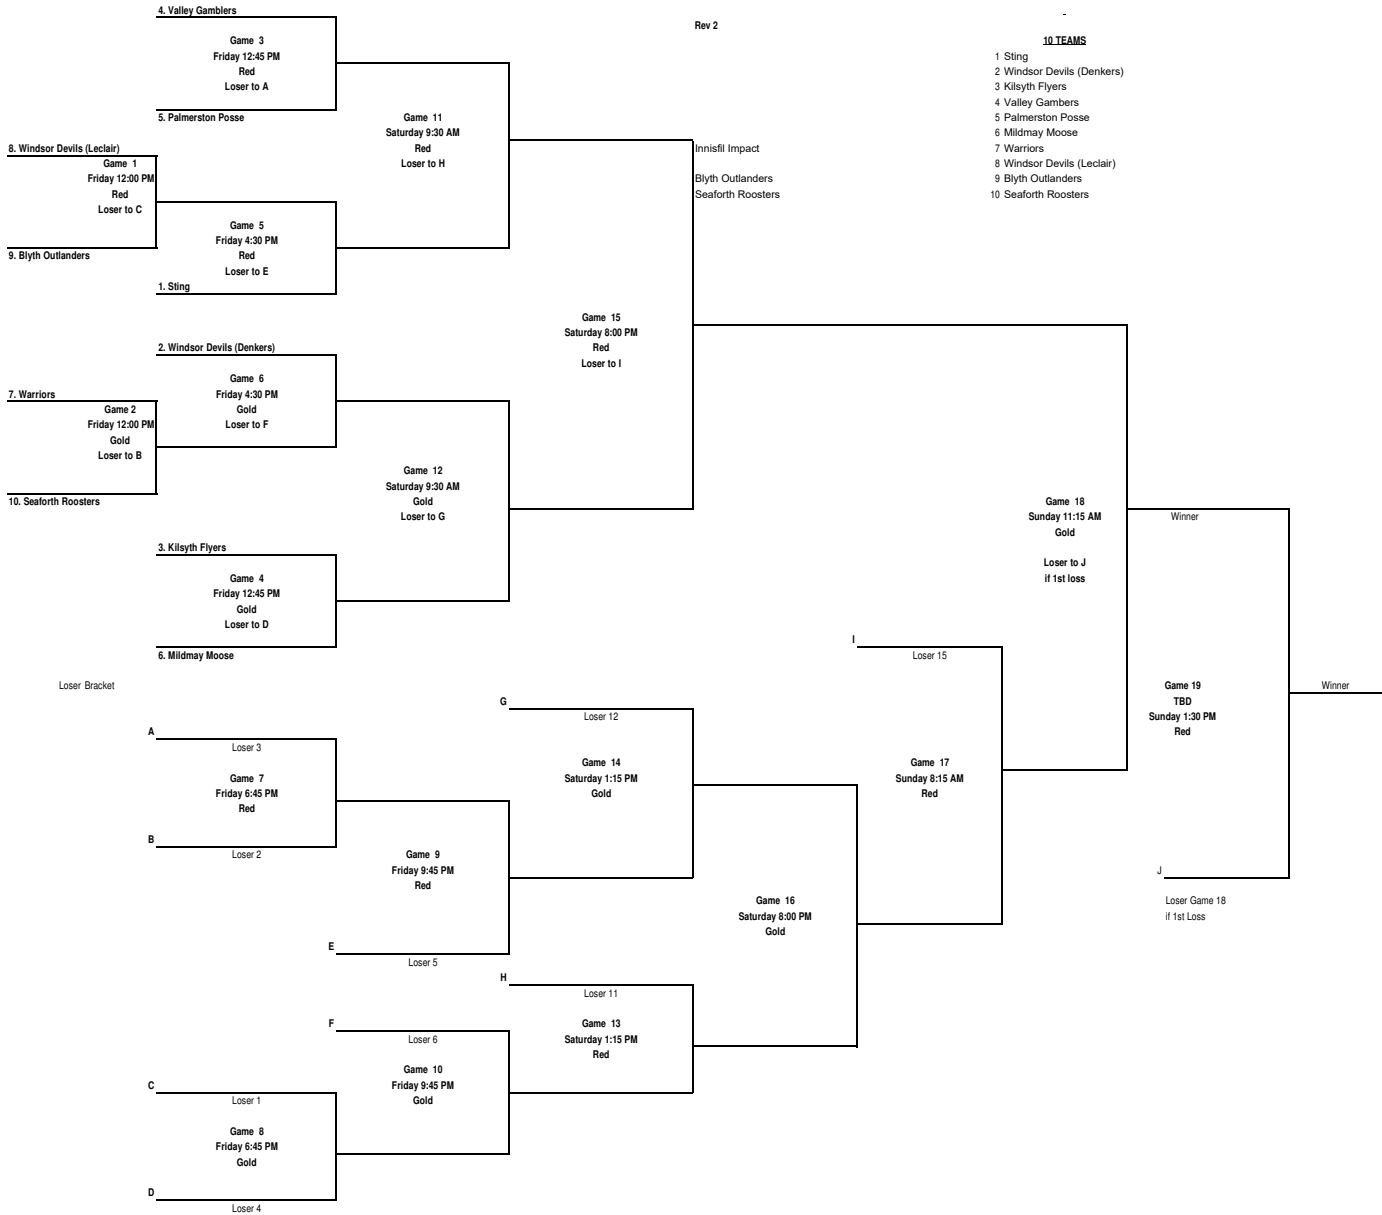 4. Valley Gamblers
Game 3
Friday 12:45 PM
Red
Loser to A
5. Palmerston Posse
8. Windsor Devils (Leclair)
Game 1
Friday 12:00 PM
Red
Loser to C
9. Blyth Outlanders
Game 5
Friday 4:30 PM
Red
Loser to E
1. Sting
Game 11
Saturday 9:30 AM
Red
Loser to H
Rev 2
Innisfil Impact
Blyth Outlanders
Seaforth Roosters
-
10 TEAMS
1 Sting
2 Windsor Devils (Denkers)
3 Kilsyth Flyers
4 Valley Gambers
5 Palmerston Posse
6 Mildmay Moose
7 Warriors
8 Windsor Devils (Leclair)
9 Blyth Outlanders
10 Seaforth Roosters
2. Windsor Devils (Denkers)
Game 6
Friday 4:30 PM
Gold
Loser to F
7. Warriors
Game 2
Friday 12:00 PM
Gold
Loser to B
10. Seaforth Roosters
Game 12
Saturday 9:30 AM
Gold
Loser to G
3. Kilsyth Flyers
Game 4
Friday 12:45 PM
Gold
Loser to D
6. Mildmay Moose
Game 15
Saturday 8:00 PM
Red
Loser to I
Game 18
Sunday 11:15 AM
Gold
Loser to J
if 1st loss
Winner
Game 19
TBD
Sunday 1:30 PM
Red
Winner
J
Loser Game 18
if 1st Loss
Loser Bracket
A
Loser 3
Game 7
Friday 6:45 PM
Red
B
Loser 2
Game 9
Friday 9:45 PM
Red
E
Loser 5
G
Loser 12
Game 14
Saturday 1:15 PM
Gold
I
Loser 15
Game 17
Sunday 8:15 AM
Red
Game 16
Saturday 8:00 PM
Gold
H
Loser 11
Game 13
Saturday 1:15 PM
Red
F
Loser 6
Game 10
Friday 9:45 PM
Gold
C
Loser 1
Game 8
Friday 6:45 PM
Gold
D
Loser 4